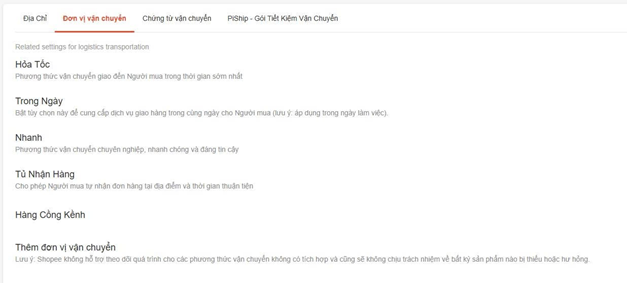 Địa Chỉ
Đơn vị vận chuyển
Chứng từ vận chuyển
PiShip - Gói Tiết Kiệm Vận Chuyển
Related settings for logistics transportation
Hỏa Tốc
Phương thức vận chuyển giao đến Người mua trong thời gian sớm nhất
Trong Ngày
Bật tùy chọn này để cung cấp dịch vụ giao hàng trong cùng ngày cho Người mua (lưu ý: áp dụng trong ngày làm việc).
Nhanh
Phương thức vận chuyển chuyên nghiệp, nhanh chóng và đáng tin cậy
Tủ Nhận Hàng
Cho phép Người mua tự nhận đơn hàng tại địa điểm và thời gian thuận tiện
Hàng Cồng Kềnh
Thêm đơn vị vận chuyển
Lưu ý: Shopee không hỗ trợ theo dõi quá trình cho các phương thức vận chuyển không có tích hợp và cũng sẽ không chịu trách nhiệm về bất kỳ sản phẩm nào bị thiếu hoặc hư hỏng.